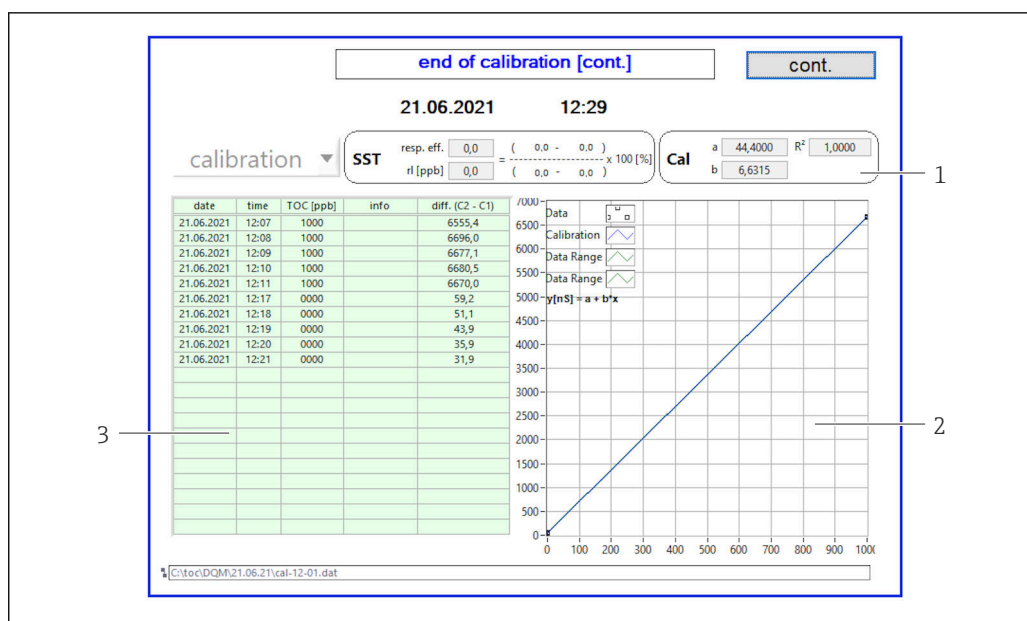 end of calibration [cont.]
cont.
21.06.2021 12:29
calibration
SST
resp. eff. 0,0 = ( 0,0 - 0,0 )
rl [ppb] 0,0 ( 0,0 - 0,0 )
x 100 [%]
Cal
a 44,4000 R² 1,0000
b 6,6315
1
date time TOC [ppb] info diff. (C2 - C1)
21.06.2021 12:07 1000 6555,4
21.06.2021 12:08 1000 6696,0
21.06.2021 12:09 1000 6677,1
21.06.2021 12:10 1000 6680,5
21.06.2021 12:11 1000 6670,0
21.06.2021 12:17 0000 59,2
21.06.2021 12:18 0000 51,1
21.06.2021 12:19 0000 43,9
21.06.2021 12:20 0000 35,9
21.06.2021 12:21 0000 31,9
3
7000
6500
6000
5500
5000
4500
4000
3500
3000
2500
2000
1500
1000
500
0
Data
Calibration
Data Range
Data Range
y[nS] = a + b*x
2
0 100 200 300 400 500 600 700 800 900 1000
C:\toc\DQM\21.06.21\cal-12-01.dat